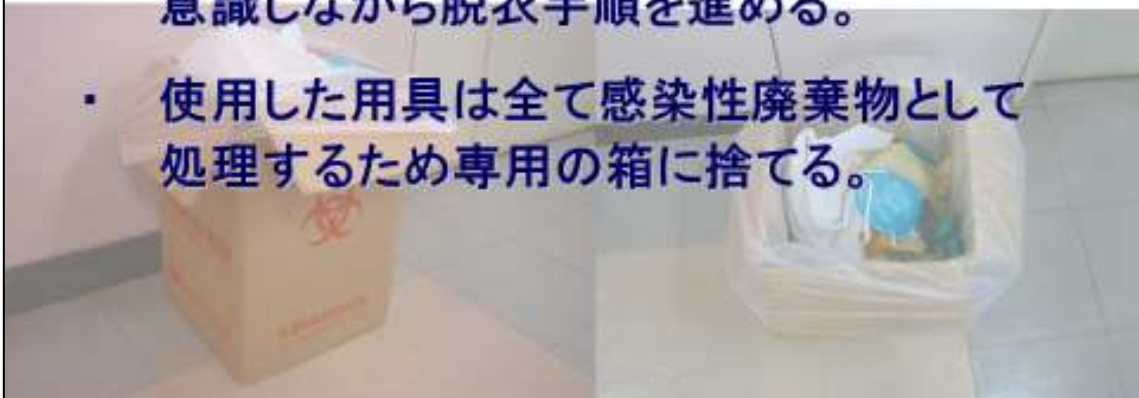 意識しながら脱衣手順を進める。
・ 使用した用具は全て感染性廃棄物として
処理するため専用の箱に捨てる。